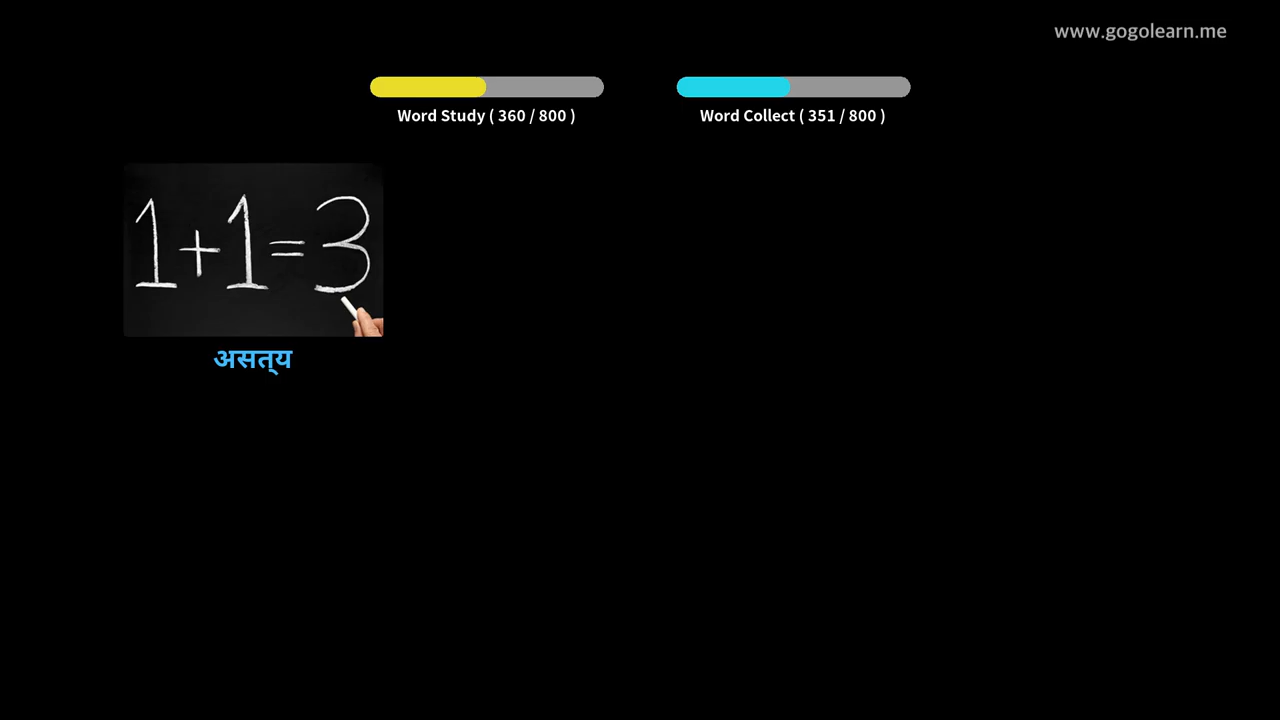 www.gogolearn.me
Word Study ( 360 / 800 )
Word Collect ( 351 / 800 )
1+1=3
असत्‌य